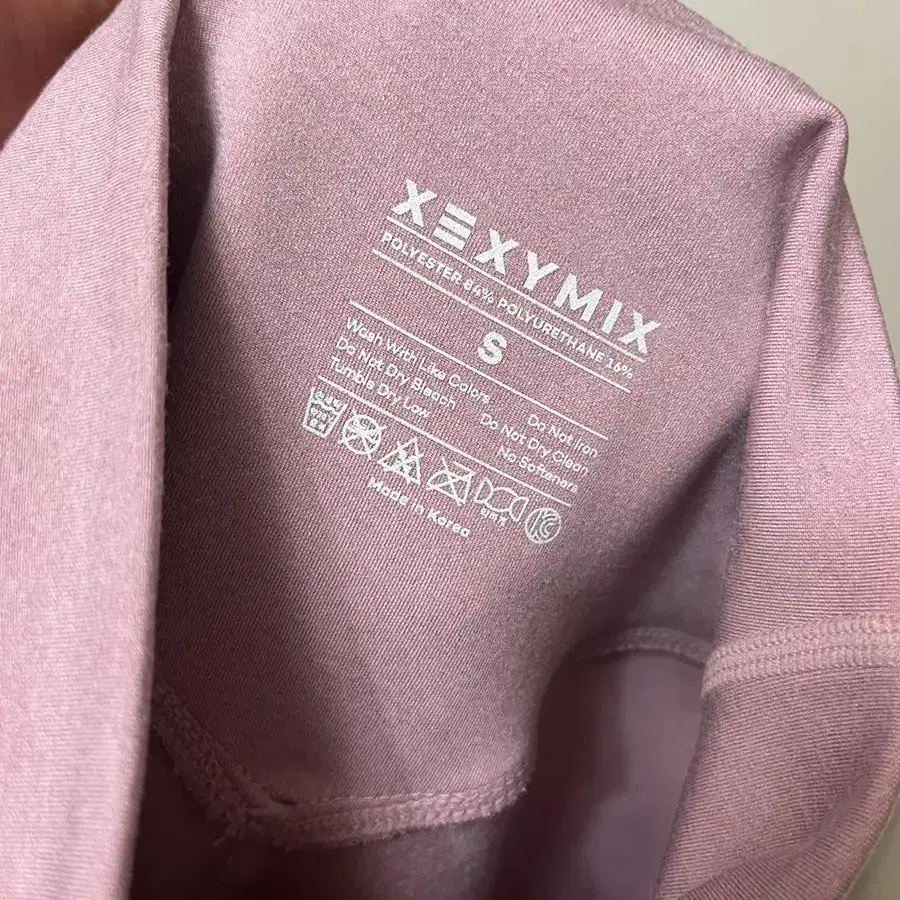 XEXYMIX
POLYESTER 84% POLYURETHANE 16%
S
Wash With Like Colors
Do Not Dry Bleach
Tumble Dry Low
Do Not Iron
Do Not Dry Clean
No Softeners
Made in Korea